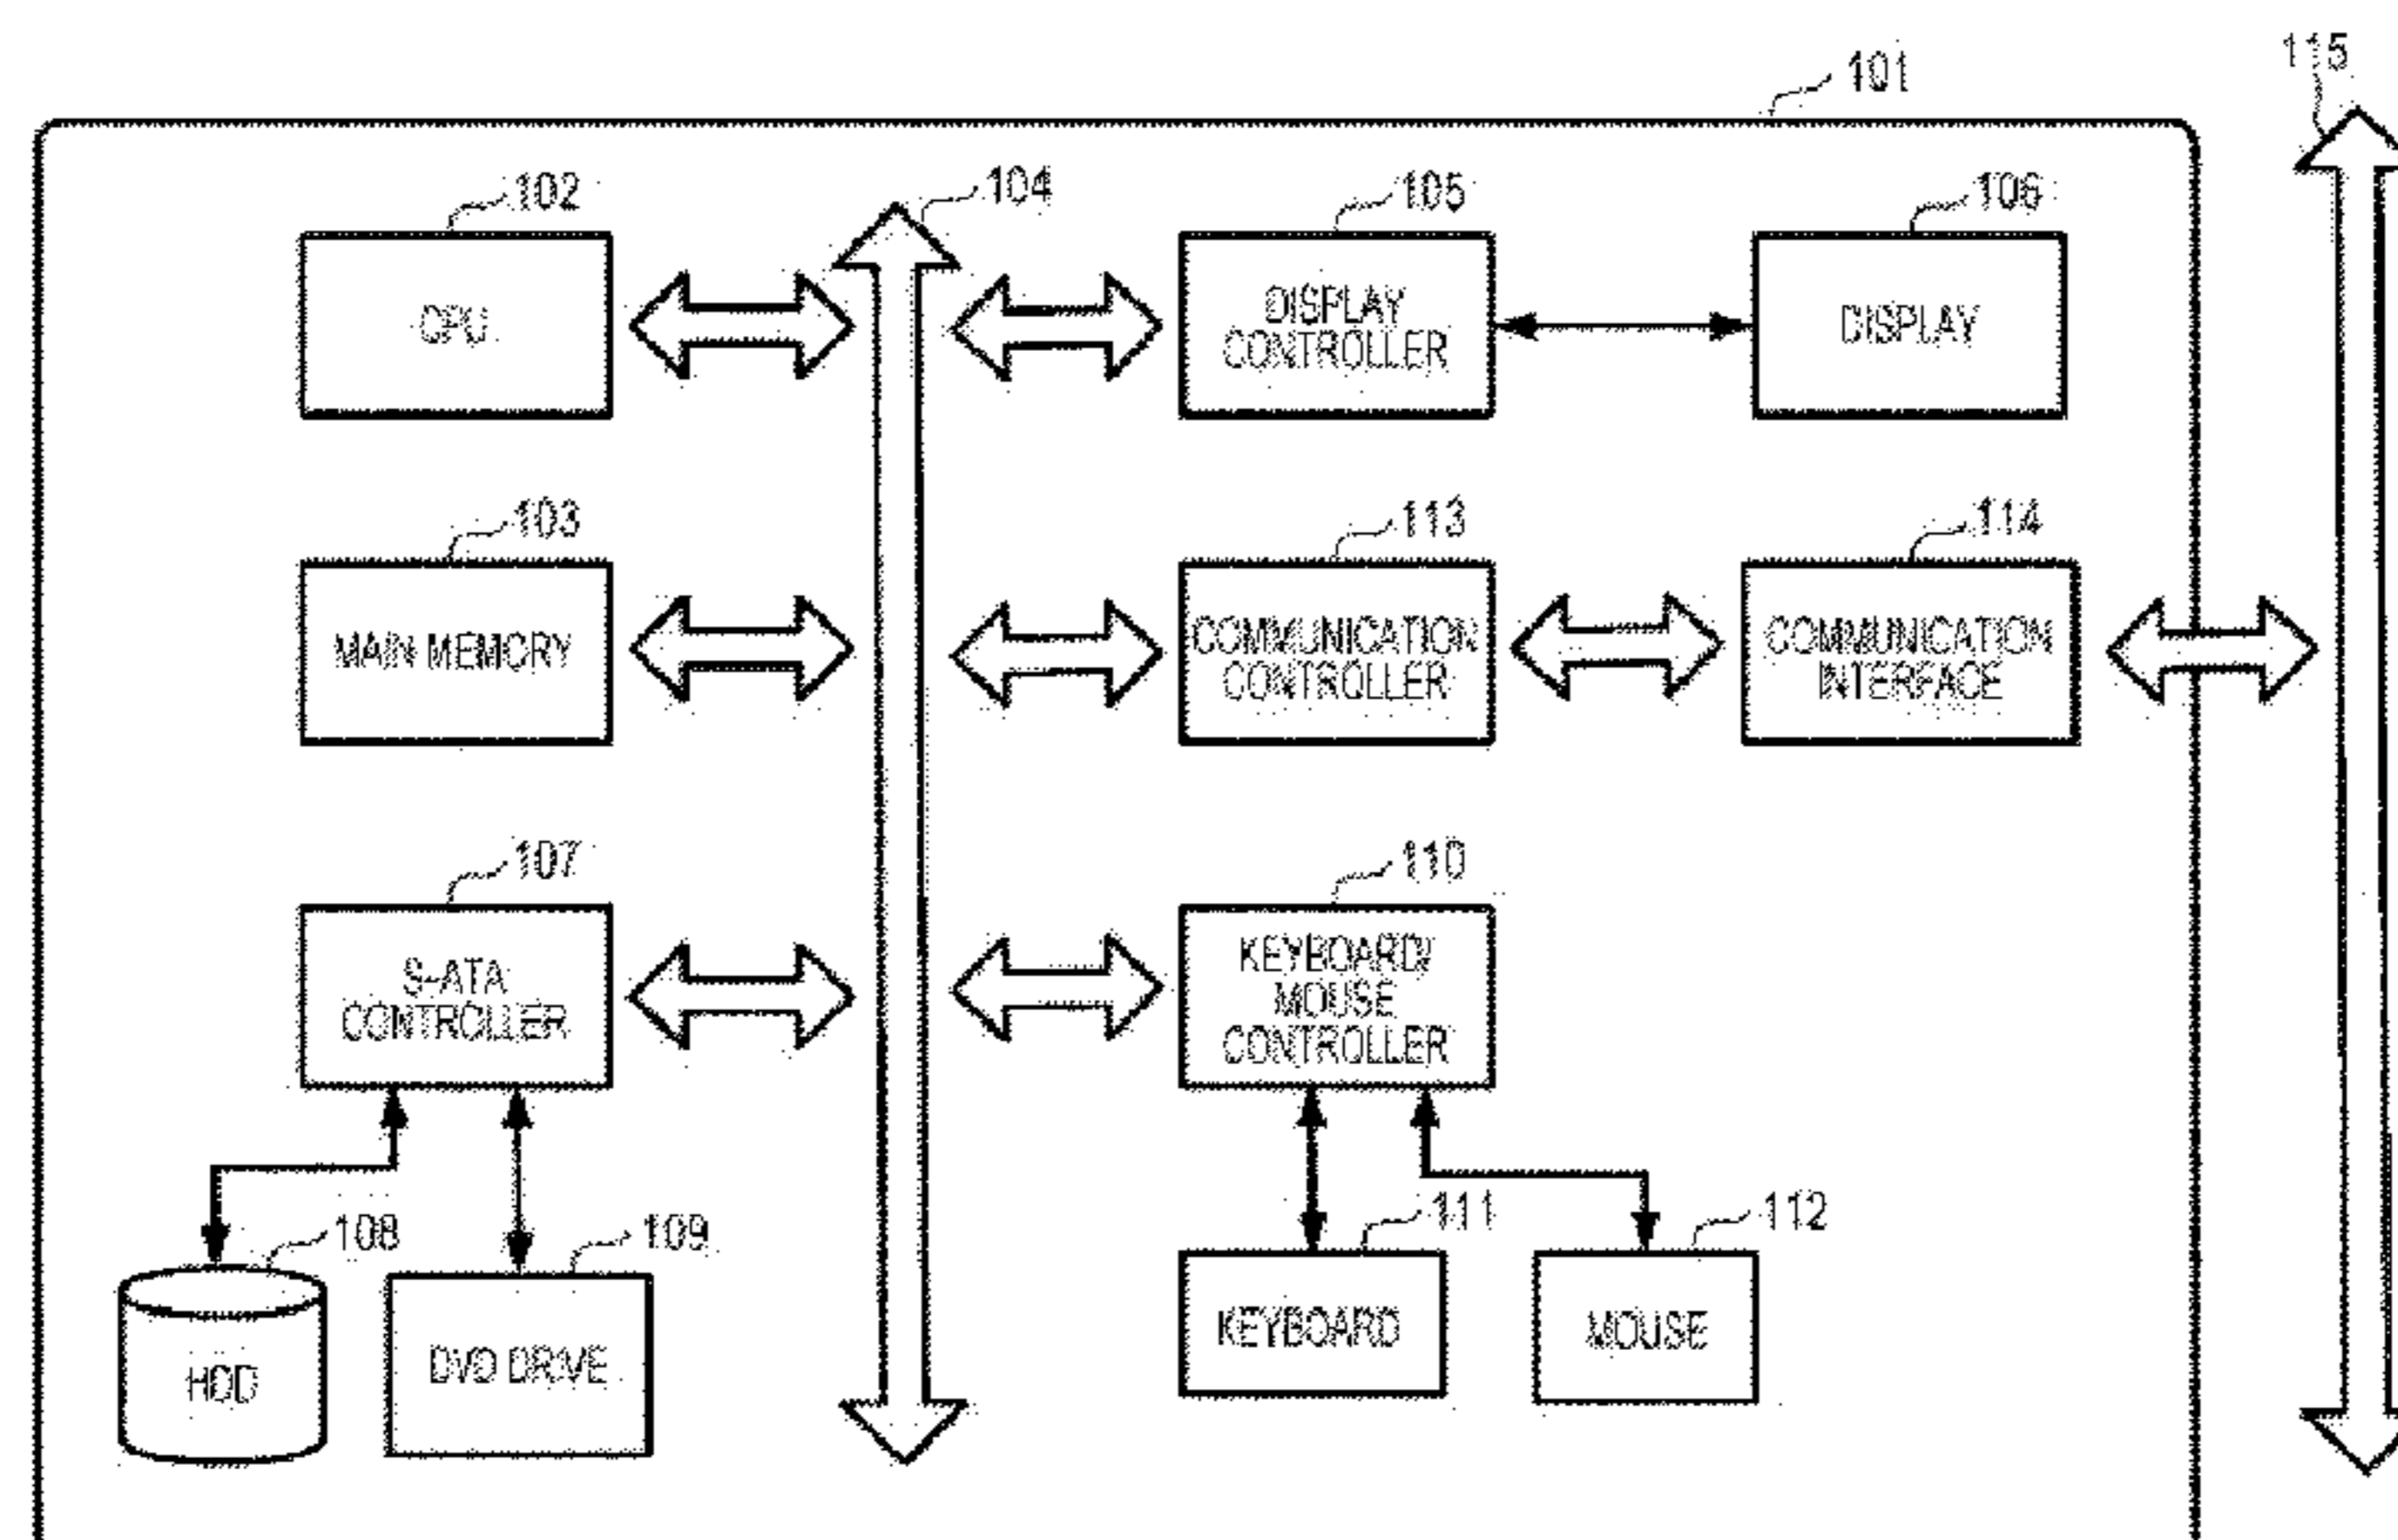 101
115
102
104
105
106
CPU
DISPLAY
CONTROLLER
DISPLAY
103
113
114
MAIN MEMORY
COMMUNICATION
CONTROLLER
COMMUNICATION
INTERFACE
107
110
S-ATA
CONTROLLER
KEYBOARD/
MOUSE
CONTROLLER
108
109
111
112
HDD
DVD DRIVE
KEYBOARD
MOUSE